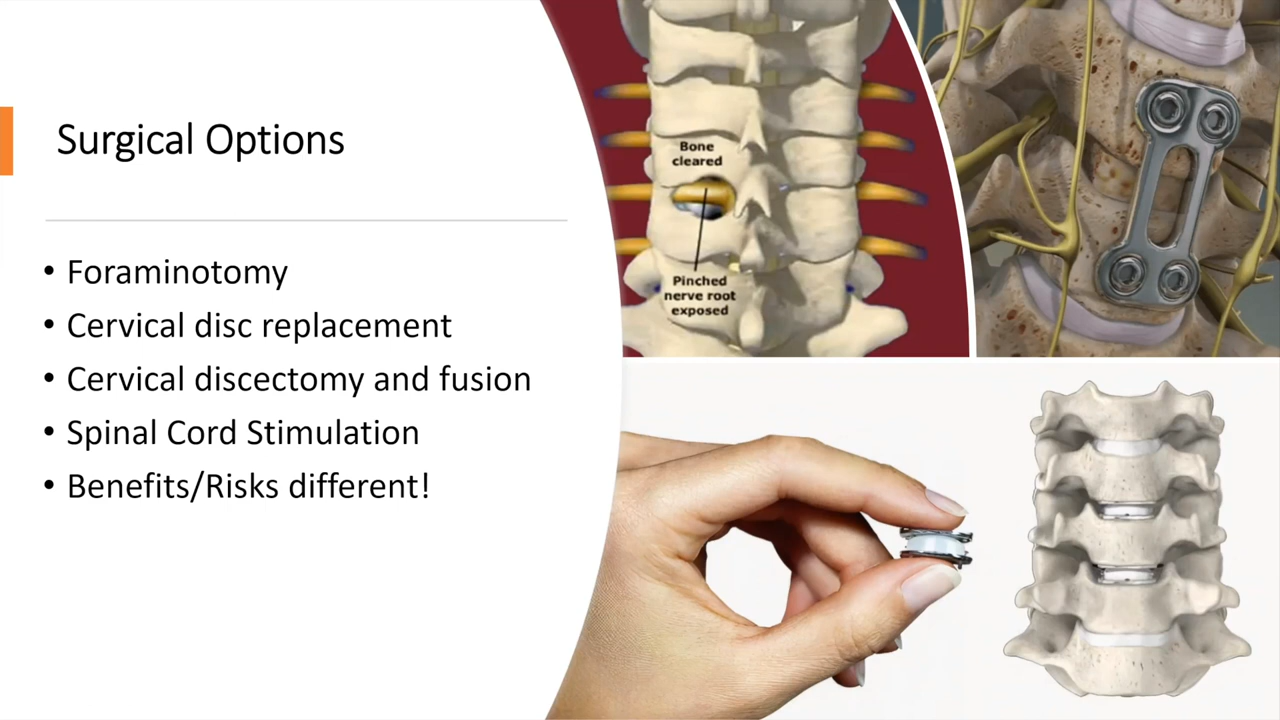 Surgical Options
• Foraminotomy
• Cervical disc replacement
• Cervical discectomy and fusion
• Spinal Cord Stimulation
• Benefits/Risks different!
Bone
cleared
Pinched
nerve root
exposed